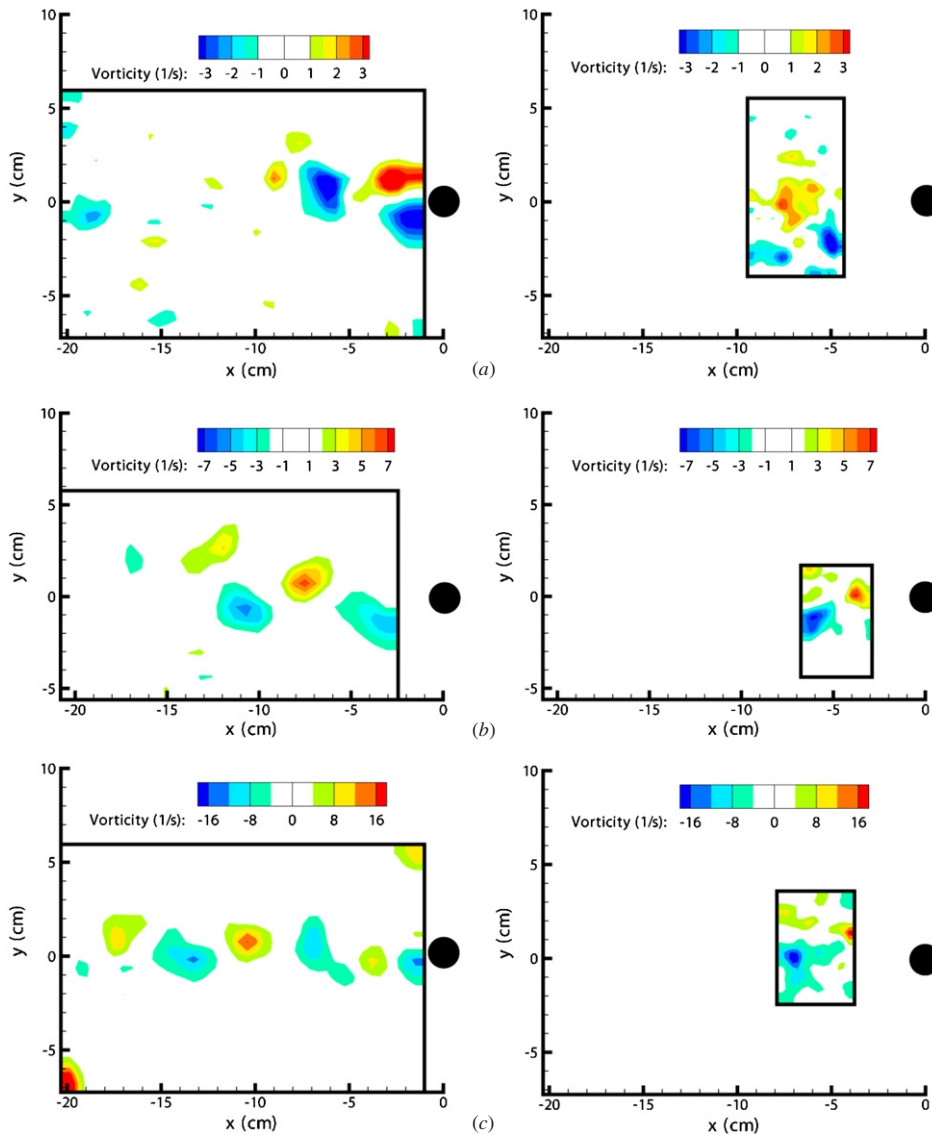 10
5
0
-5
y (cm)
Vorticity (1/s): -3 -2 -1 0 1 2 3
-20 -15 -10 -5 0
x (cm)
10
5
0
-5
y (cm)
Vorticity (1/s): -3 -2 -1 0 1 2 3
-20 -15 -10 -5 0
x (cm)
(a)
10
5
0
-5
y (cm)
Vorticity (1/s): -7 -5 -3 -1 1 3 5 7
-20 -15 -10 -5 0
x (cm)
10
5
0
-5
y (cm)
Vorticity (1/s): -7 -5 -3 -1 1 3 5 7
-20 -15 -10 -5 0
x (cm)
(b)
10
5
0
-5
y (cm)
Vorticity (1/s): -16 -8 0 8 16
-20 -15 -10 -5 0
x (cm)
10
5
0
-5
y (cm)
Vorticity (1/s): -16 -8 0 8 16
-20 -15 -10 -5 0
x (cm)
(c)